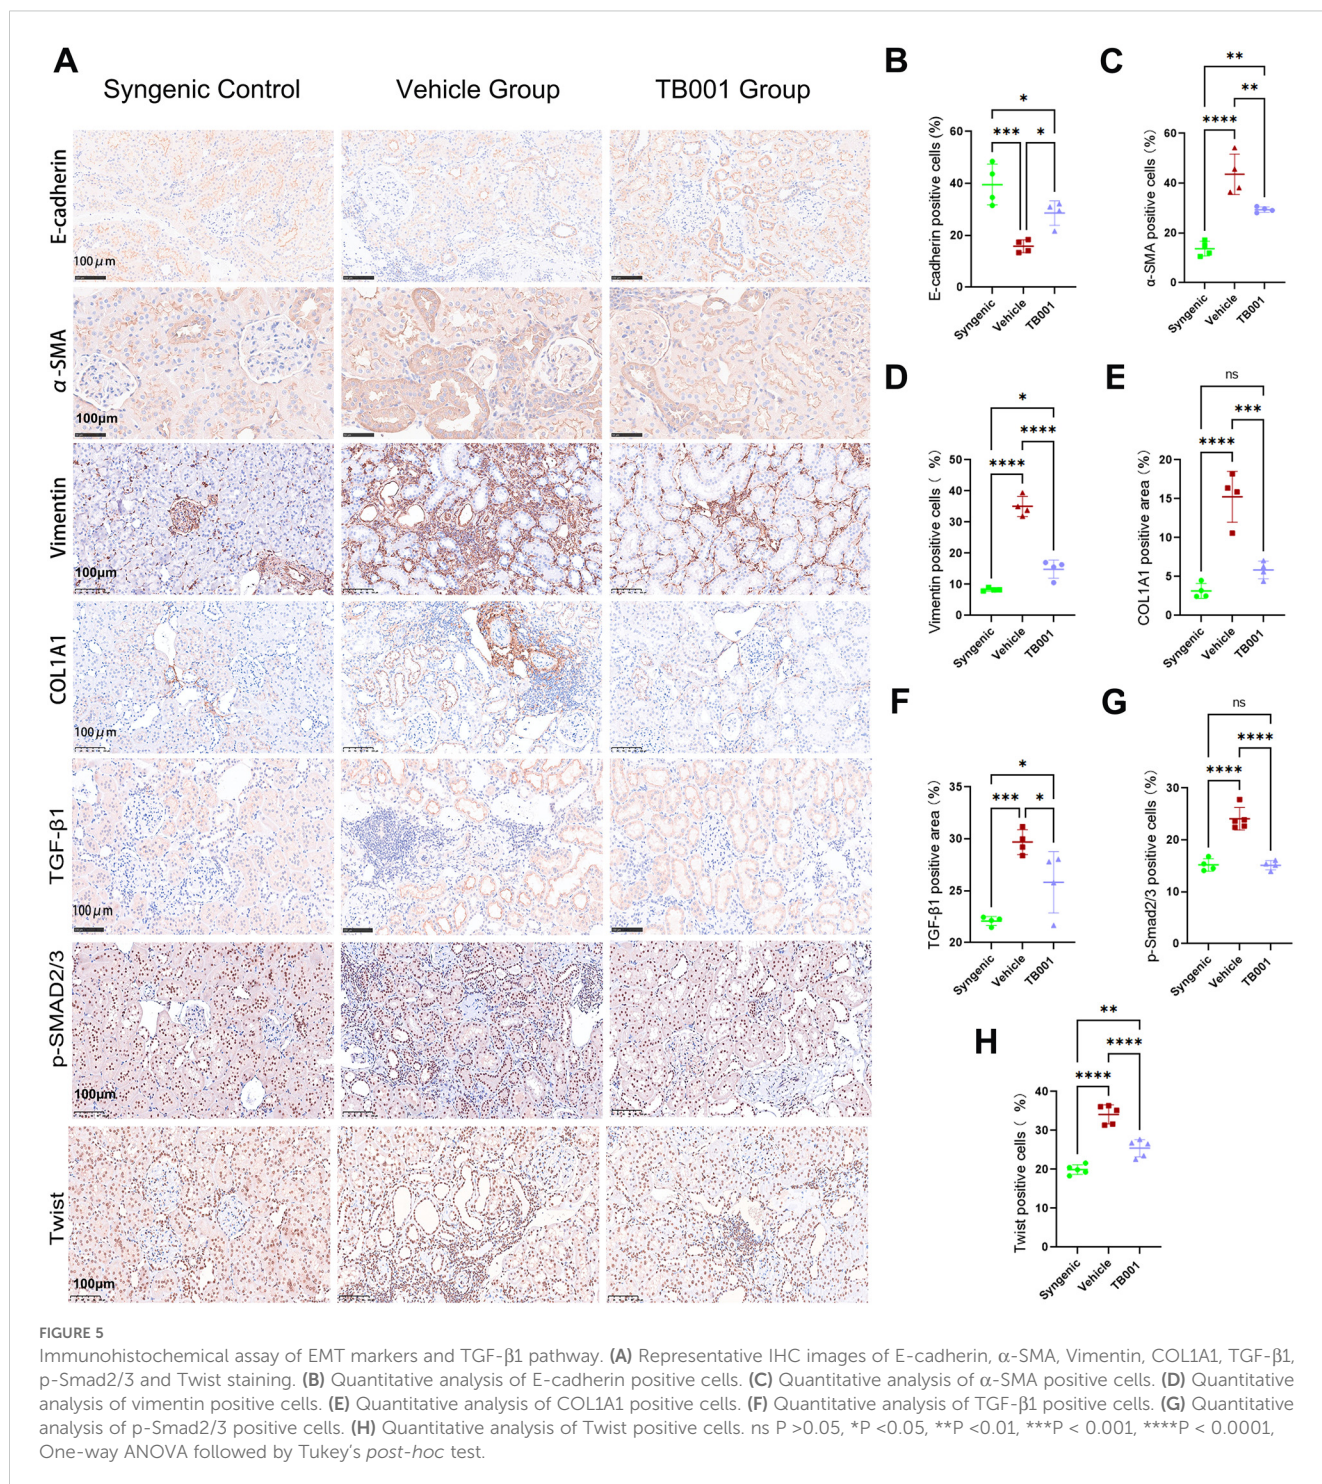 A
Syngenic Control
Vehicle Group
TB001 Group
E-cadherin
100μm
α-SMA
100μm
Vimentin
100μm
COL1A1
100μm
TGF-β1
100μm
p-SMAD2/3
100μm
Twist
100μm
B
E-cadherin positive cells (%)
60
40
20
0
*
*** *
Syngenic
Vehicle
TB001
C
α-SMA positive cells (%)
60
40
20
0
**
**
****
Syngenic
Vehicle
TB001
D
Vimentin positive cells ( %)
50
40
30
20
10
0
*
****
****
Syngenic
Vehicle
TB001
E
COL1A1 positive area (%)
20
15
10
5
0
ns
***
****
Syngenic
Vehicle
TB001
F
TGF-β1 positive area (%)
35
30
25
20
*
*** *
Syngenic
Vehicle
TB001
G
p-Smad2/3 positive cells (%)
30
20
10
0
ns
****
****
Syngenic
Vehicle
TB001
H
Twist positive cells ( %)
40
30
20
10
0
**
****
****
Syngenic
Vehicle
TB001
FIGURE 5
Immunohistochemical assay of EMT markers and TGF-β1 pathway. (A) Representative IHC images of E-cadherin, α-SMA, Vimentin, COL1A1, TGF-β1,
p-Smad2/3 and Twist staining. (B) Quantitative analysis of E-cadherin positive cells. (C) Quantitative analysis of α-SMA positive cells. (D) Quantitative
analysis of vimentin positive cells. (E) Quantitative analysis of COL1A1 positive cells. (F) Quantitative analysis of TGF-β1 positive cells. (G) Quantitative
analysis of p-Smad2/3 positive cells. (H) Quantitative analysis of Twist positive cells. ns P >0.05, *P <0.05, **P <0.01, ***P < 0.001, ****P < 0.0001,
One-way ANOVA followed by Tukey's post-hoc test.